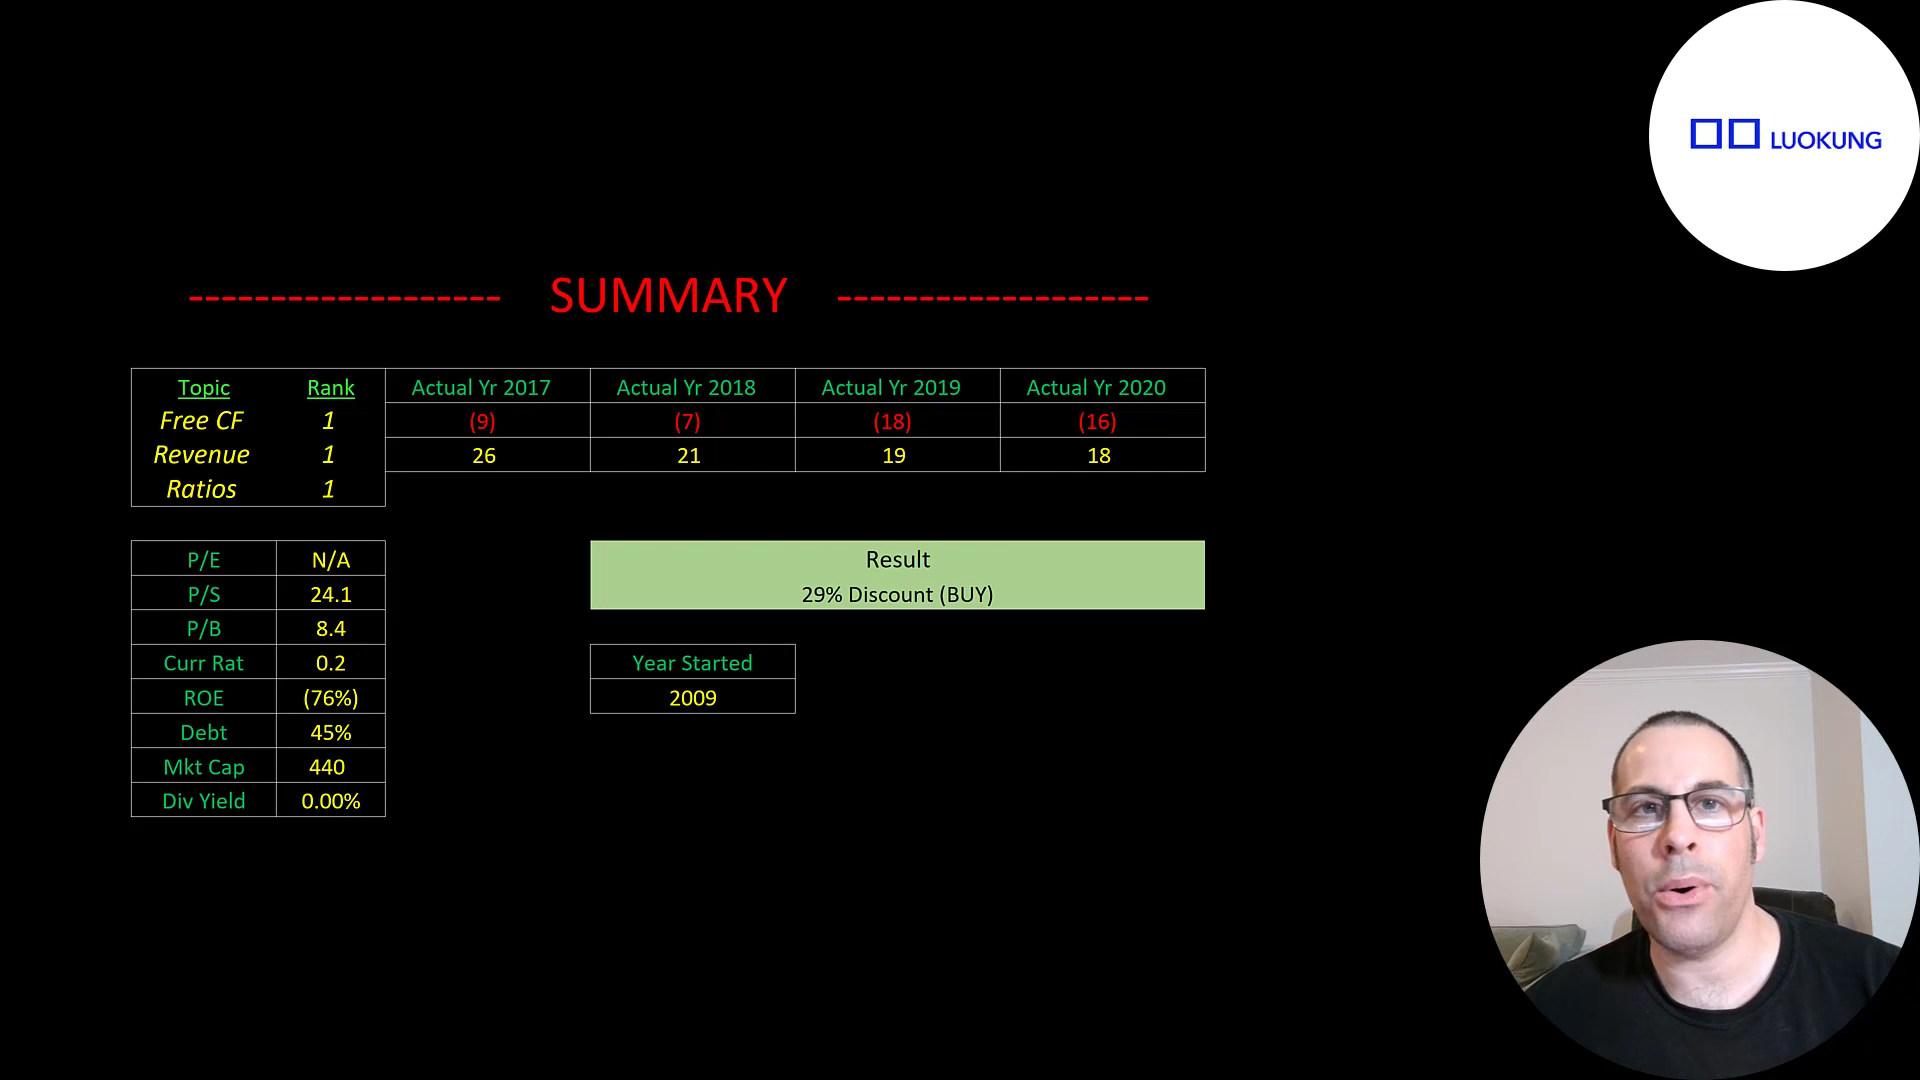 LUOKUNG
------------------- SUMMARY -------------------
Topic Rank Actual Yr 2017 Actual Yr 2018 Actual Yr 2019 Actual Yr 2020
Free CF 1 (9) (7) (18) (16)
Revenue 1 26 21 19 18
Ratios 1
P/E N/A
P/S 24.1
P/B 8.4
Curr Rat 0.2
ROE (76%)
Debt 45%
Mkt Cap 440
Div Yield 0.00%
Result
29% Discount (BUY)
Year Started
2009